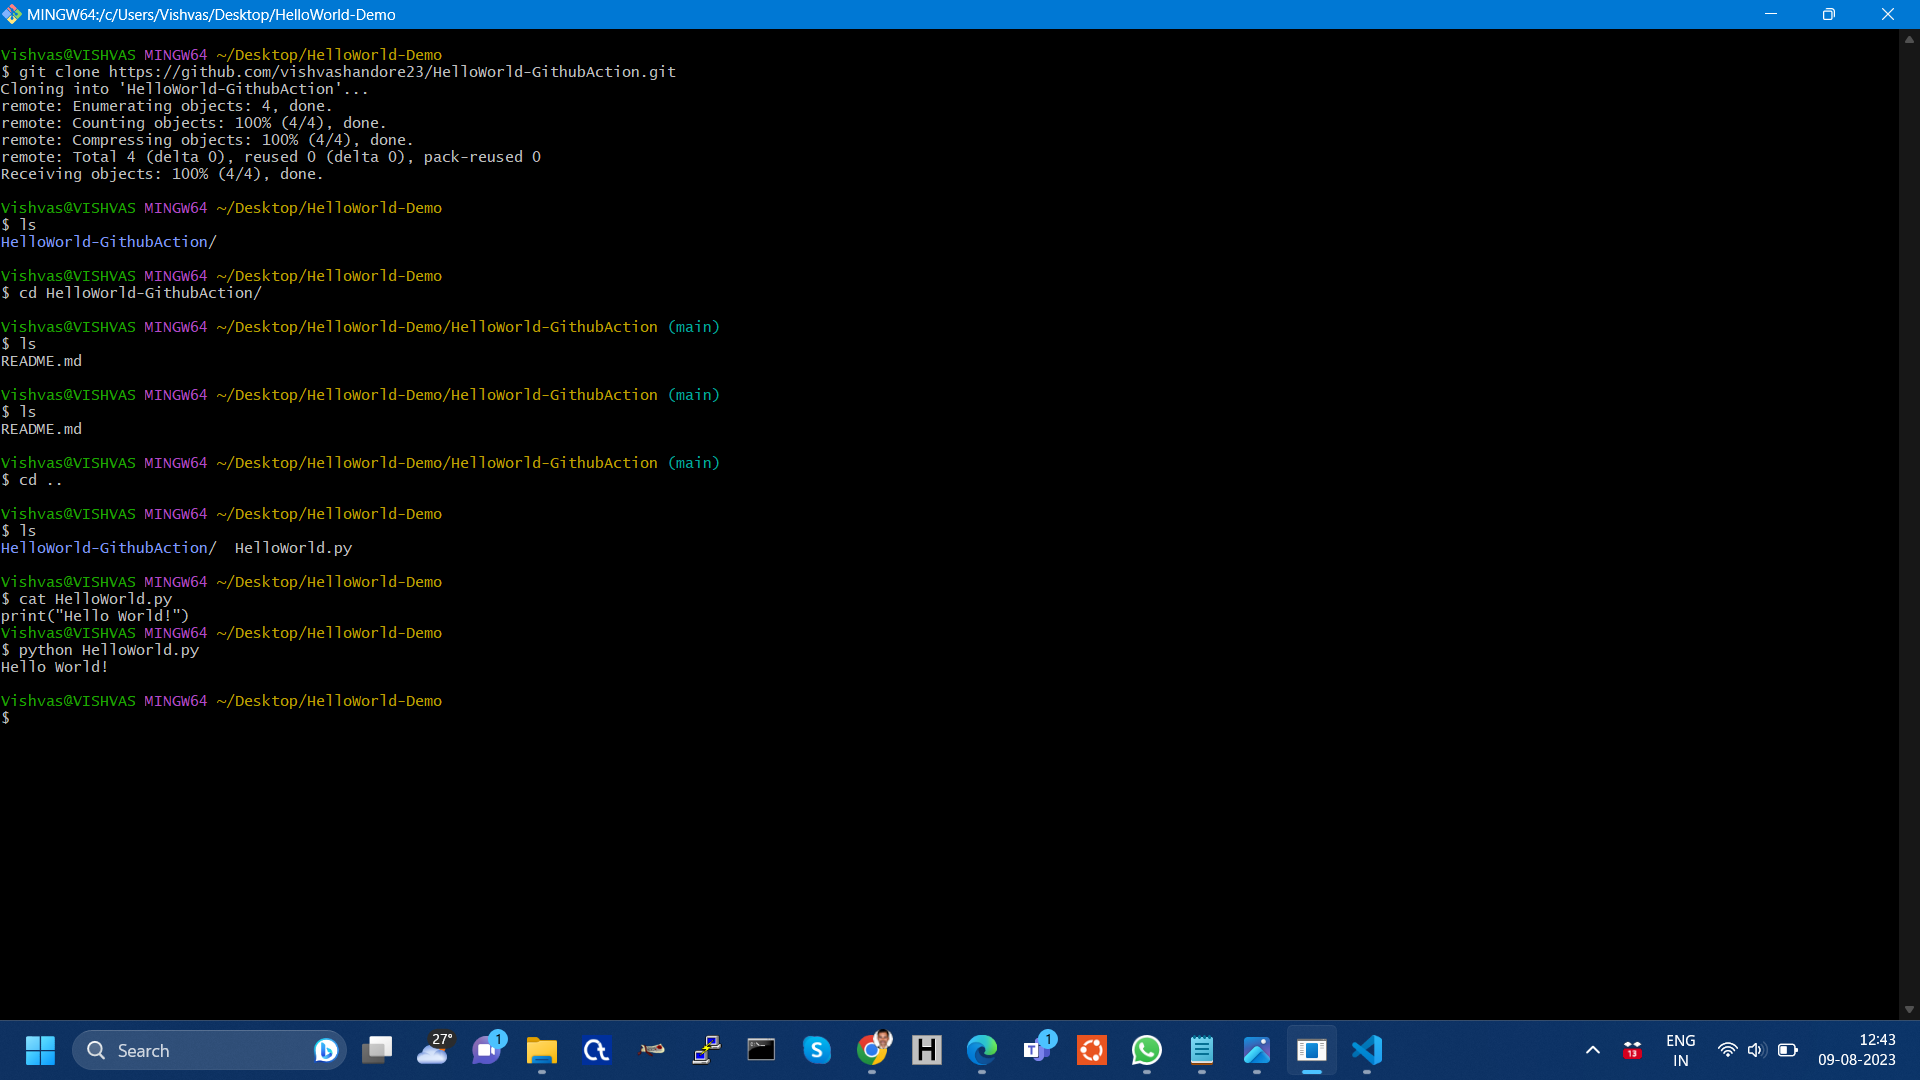 MINGW64:/c/Users/Vishvas/Desktop/HelloWorld-Demo
Vishvas@VISHVAS MINGW64 ~/Desktop/HelloWorld-Demo
$ git clone https://github.com/vishvashandore23/HelloWorld-GithubAction.git
Cloning into 'HelloWorld-GithubAction'...
remote: Enumerating objects: 4, done.
remote: Counting objects: 100% (4/4), done.
remote: Compressing objects: 100% (4/4), done.
remote: Total 4 (delta 0), reused 0 (delta 0), pack-reused 0
Receiving objects: 100% (4/4), done.
Vishvas@VISHVAS MINGW64 ~/Desktop/HelloWorld-Demo
$ ls
HelloWorld-GithubAction/
Vishvas@VISHVAS MINGW64 ~/Desktop/HelloWorld-Demo
$ cd HelloWorld-GithubAction/
Vishvas@VISHVAS MINGW64 ~/Desktop/HelloWorld-Demo/HelloWorld-GithubAction (main)
$ ls
README.md
Vishvas@VISHVAS MINGW64 ~/Desktop/HelloWorld-Demo/HelloWorld-GithubAction (main)
$ ls
README.md
Vishvas@VISHVAS MINGW64 ~/Desktop/HelloWorld-Demo/HelloWorld-GithubAction (main)
$ cd ..
Vishvas@VISHVAS MINGW64 ~/Desktop/HelloWorld-Demo
$ ls
HelloWorld-GithubAction/  HelloWorld.py
Vishvas@VISHVAS MINGW64 ~/Desktop/HelloWorld-Demo
$ cat HelloWorld.py
print("Hello World!")
Vishvas@VISHVAS MINGW64 ~/Desktop/HelloWorld-Demo
$ python HelloWorld.py
Hello World!
Vishvas@VISHVAS MINGW64 ~/Desktop/HelloWorld-Demo
$
Search
27°
1
1
13
ENG
IN
12:43
09-08-2023